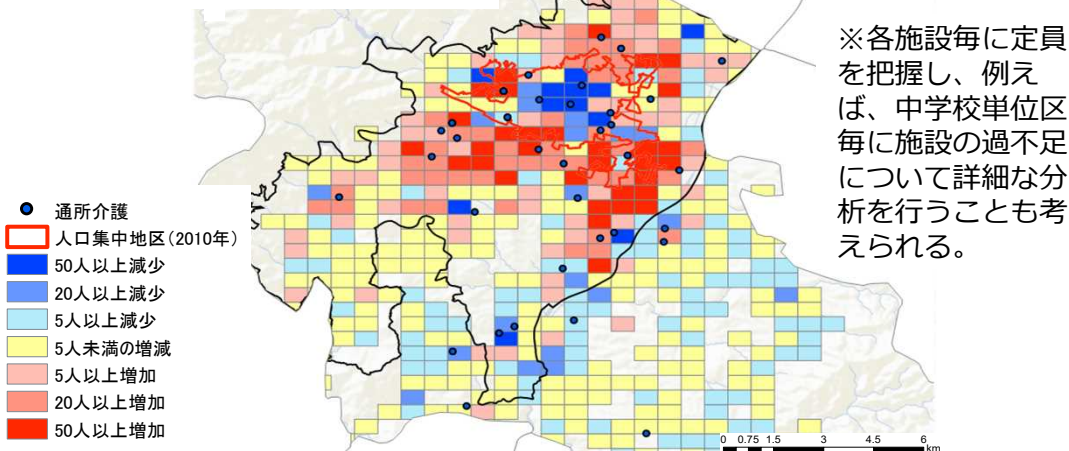 ※各施設毎に定員
を把握し、例え
ば、中学校単位区
毎に施設の過不足
について詳細な分
析を行うことも考
えられる。
通所介護
人口集中地区(2010年)
50人以上減少
20人以上減少
5人以上減少
5人未満の増減
5人以上増加
20人以上増加
50人以上増加
0 0.75 1.5 3 4.5 6
km